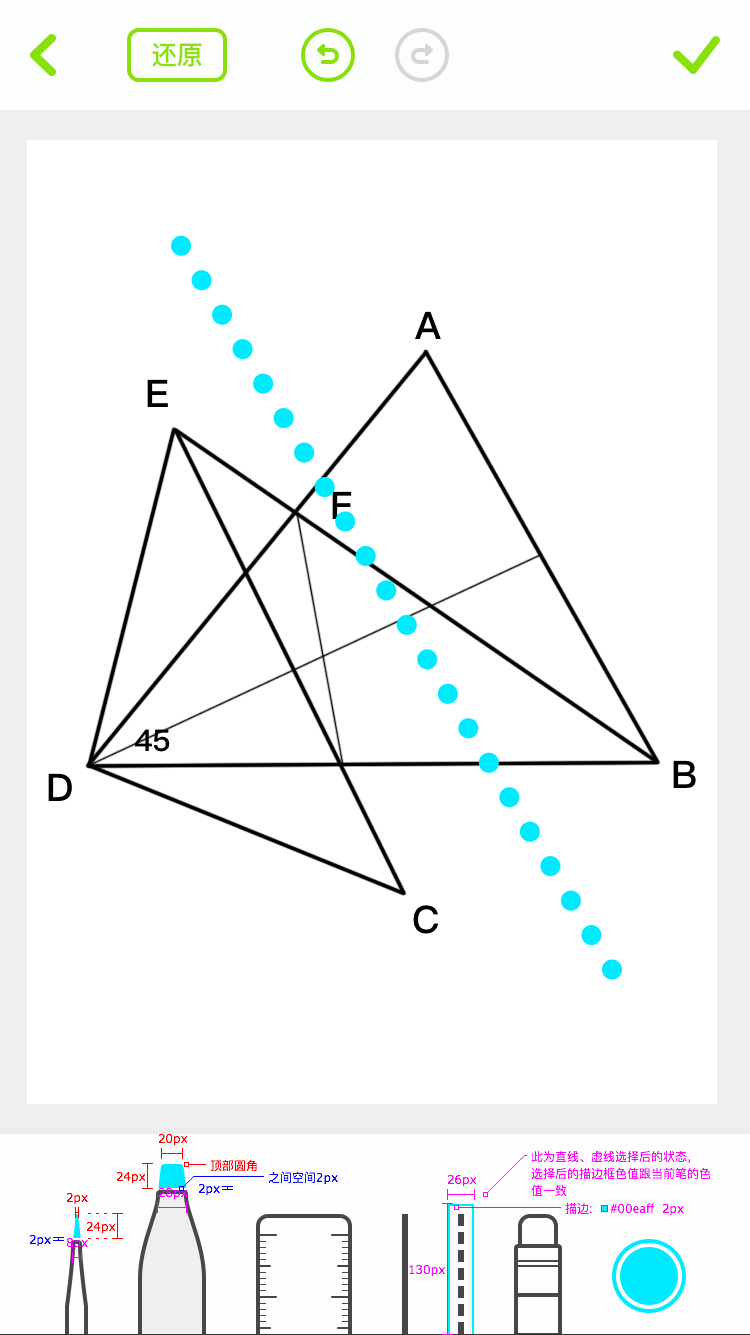 还原
A
E
F
45
D
B
C
20px
顶部圆角
24px
之间空间2px
2px
28px
2px
24px
2px
8px
此为直线、虚线选择后的状态,
选择后的描边框色值跟当前笔的色
值一致
26px
描边: #00eaff 2px
130px